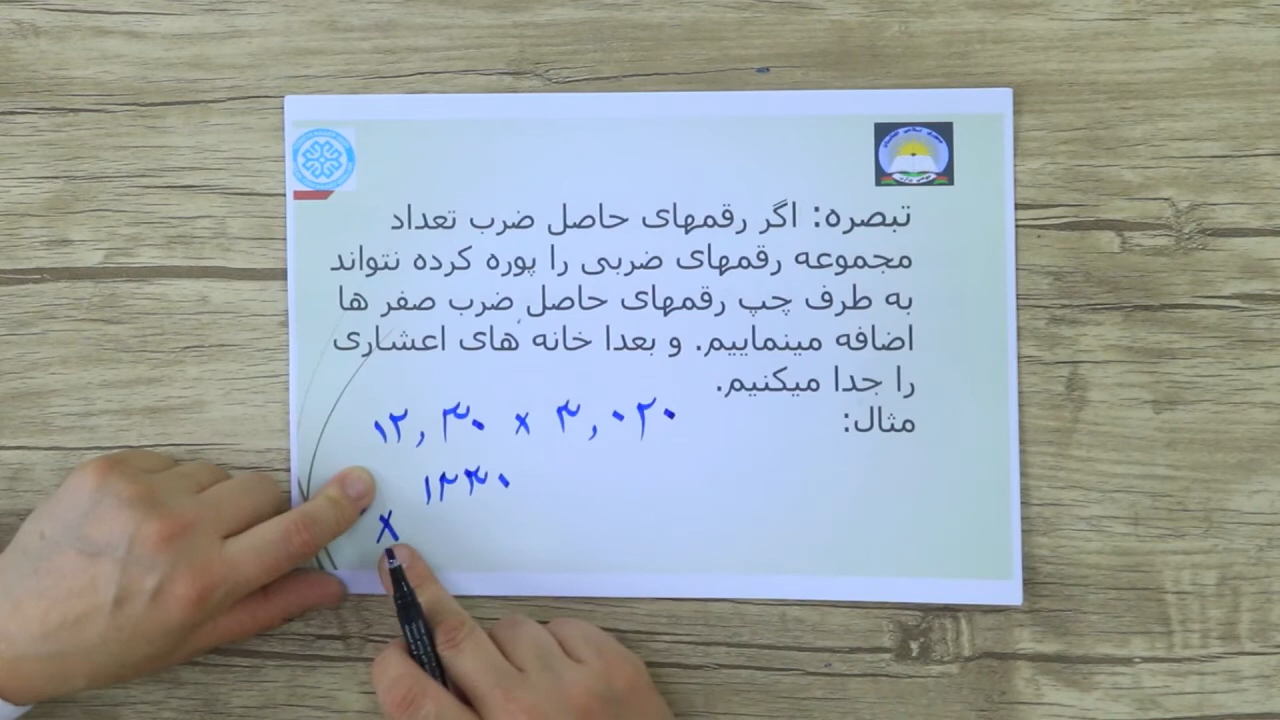 تبصره: اگر رقمهای حاصل ضرب تعداد
مجموعه رقمهای ضربی را پوره کرده نتواند
به طرف چپ رقمهای حاصل ضرب صفر ها
اضافه مینماییم. و بعدا خانه های اعشاری
را جدا میکنیم.
مثال:
۱۲,۳۰ × ۳,۰۲۰
۱۲۳۰
×